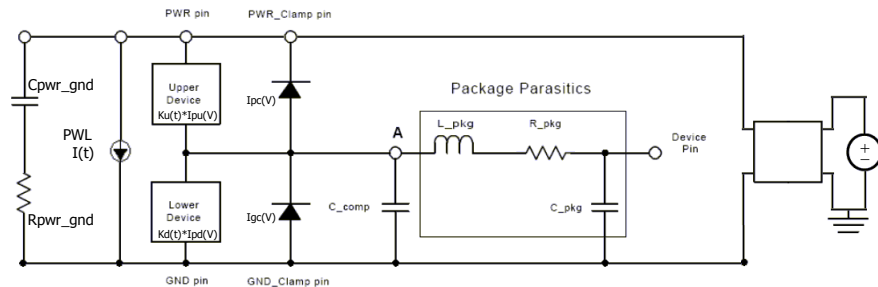 PWR pin
PWR_Clamp pin
Cpwr_gnd
Upper
Device
Ku(t)*Ipu(V)
Ipc(V)
Package Parasitics
PWL
I(t)
A
L_pkg
R_pkg
Device
Pin
+
−
Lower
Device
Kd(t)*Ipd(V)
Igc(V)
C_comp
C_pkg
Rpwr_gnd
GND pin
GND_Clamp pin